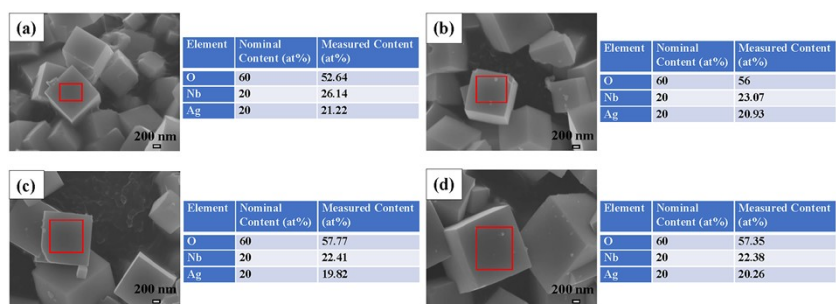 (a)
Element Nominal Content (at%) Measured Content (at%)
O 60 52.64
Nb 20 26.14
Ag 20 21.22
200 nm
(b)
Element Nominal Content (at%) Measured Content (at%)
O 60 56
Nb 20 23.07
Ag 20 20.93
200 nm
(c)
Element Nominal Content (at%) Measured Content (at%)
O 60 57.77
Nb 20 22.41
Ag 20 19.82
200 nm
(d)
Element Nominal Content (at%) Measured Content (at%)
O 60 57.35
Nb 20 22.38
Ag 20 20.26
200 nm